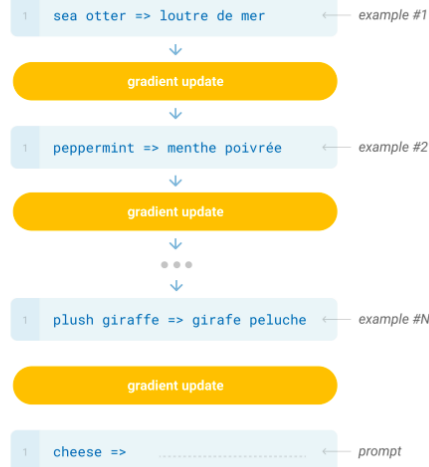 1 sea otter => loutre de mer example #1
gradient update
1 peppermint => menthe poivrée example #2
gradient update
1 plush giraffe => girafe peluche example #N
gradient update
1 cheese => prompt